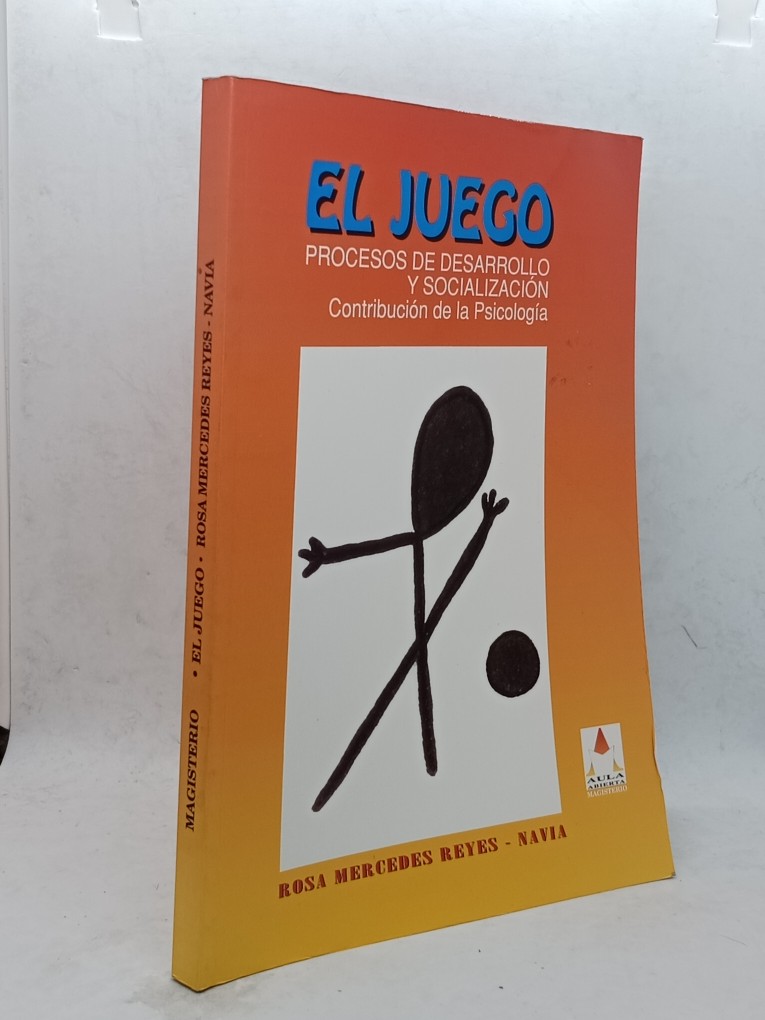 EL JUEGO
PROCESOS DE DESARROLLO
Y SOCIALIZACIÓN
Contribución de la Psicología
AULA
ABIERTA
MAGISTERIO
ROSA MERCEDES REYES - NAVIA
MAGISTERIO • EL JUEGO • ROSA MERCEDES REYES - NAVIA